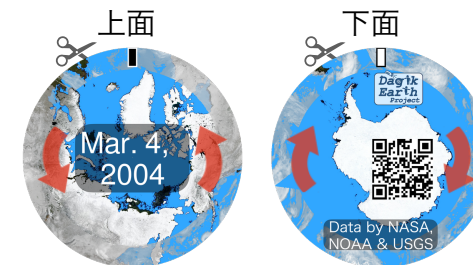 上面
下面
Mar. 4,
2004
Dagik
Earth
Project
Data by NASA,
NOAA & USGS